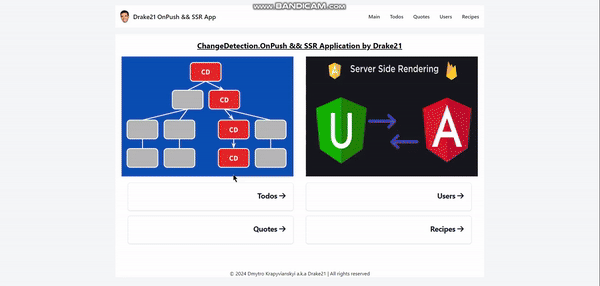 WWW.BANDICAM.COM
Drake21 OnPush && SSR App
Main Todos Quotes Users Recipes
ChangeDetection.OnPush && SSR Application by Drake21
CD
CD
CD
CD
Server Side Rendering
U
A
Todos →
Users →
Quotes →
Recipes →
© 2024 Dmytro Krapyvianskyi a.k.a Drake21 | All rights reserved